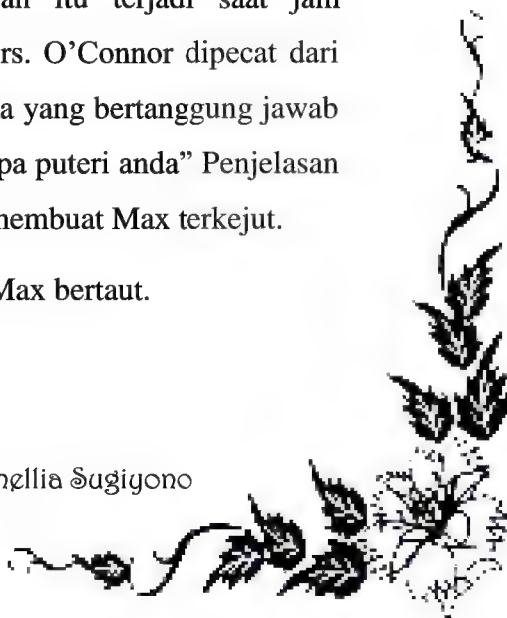 itu terjadi saat jam
rs. O’Connor dipecat dari
a yang bertanggung jawab
pa puteri anda” Penjelasan
membuat Max terkejut.
Max bertaut.
nellia Sugiyono